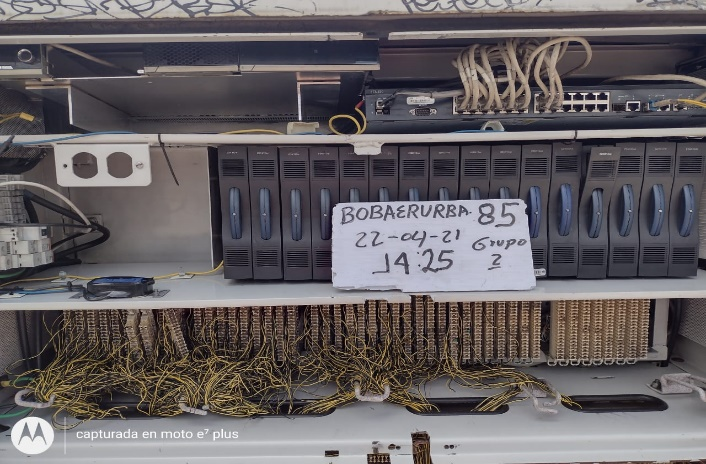 BOBAERURBA 85
22-04-21 Grupo
14:25 2
capturada en moto e⁷ plus